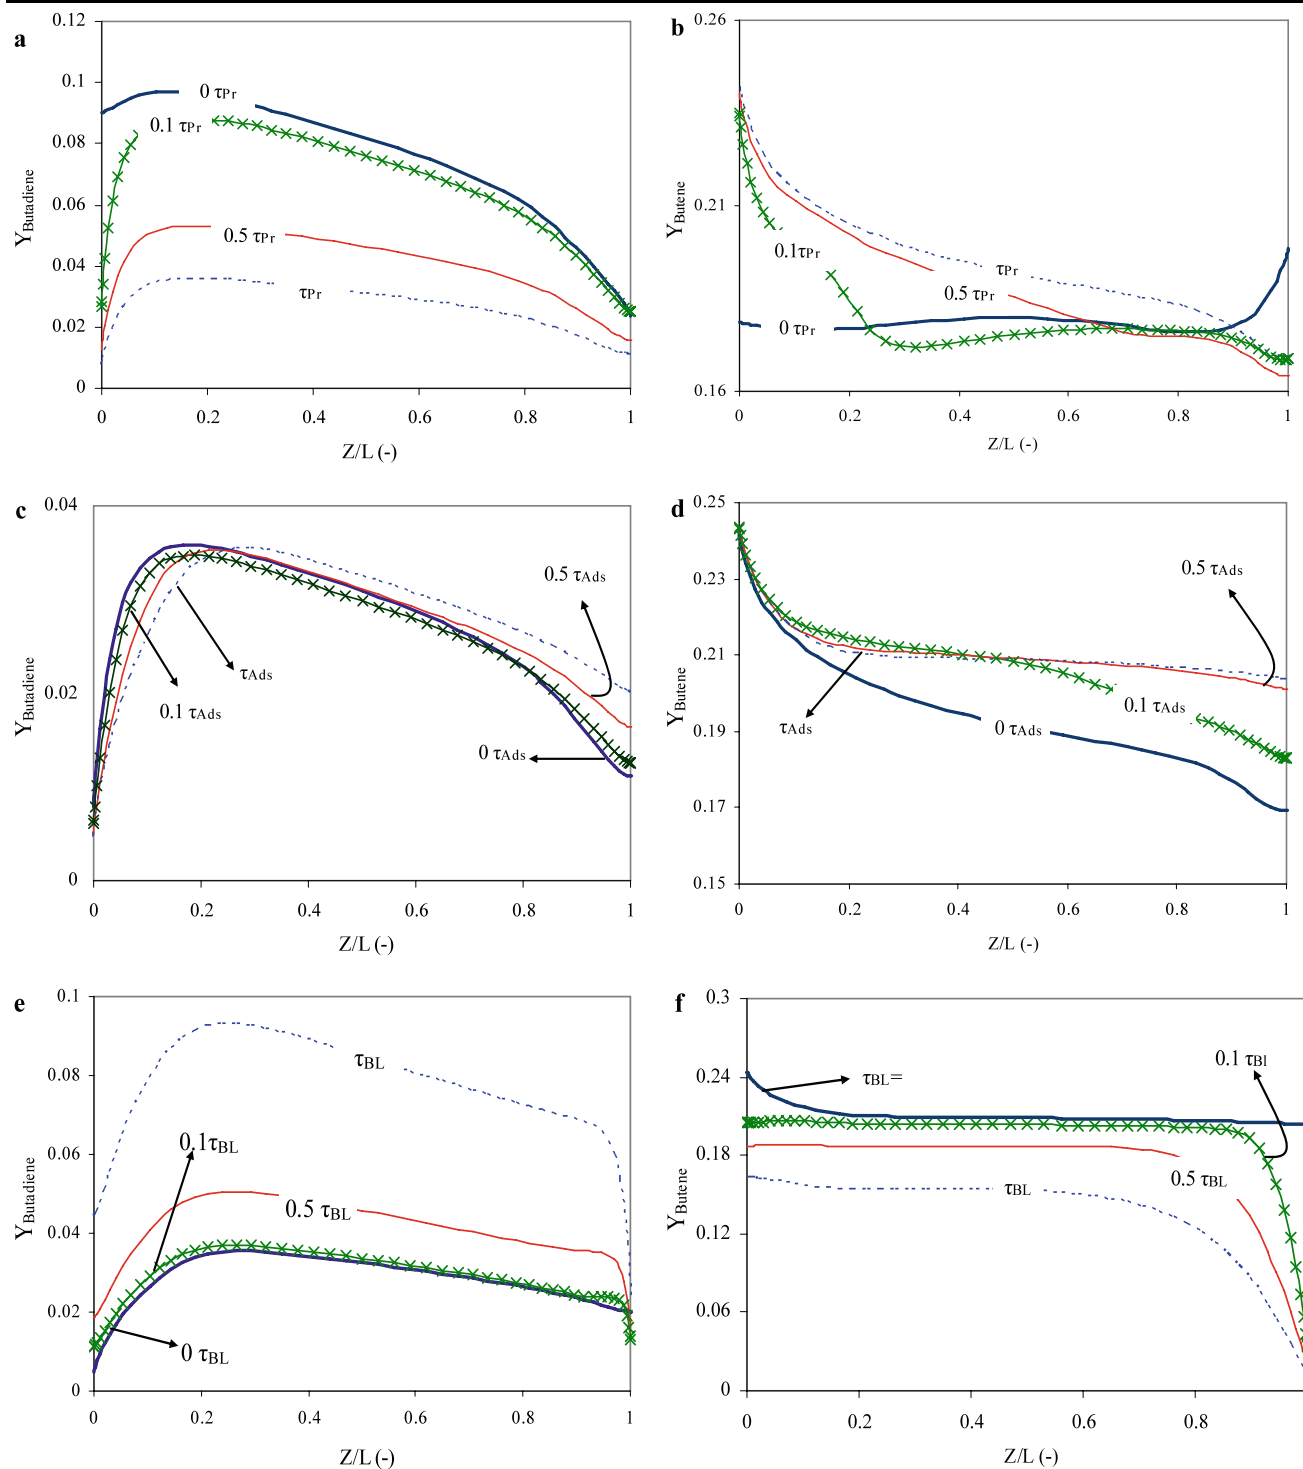 a
0.12
0.1
0.08
0.06
0.04
0.02
0
Y Butadiene
0 τPr
0.1 τPr
0.5 τPr
τPr
0 0.2 0.4 0.6 0.8 1
Z/L (-)
b
0.26
0.21
0.16
Y Butene
0.1τPr
τPr
0.5 τPr
0 τPr
0 0.2 0.4 0.6 0.8 1
Z/L (-)
c
0.04
0.02
0
Y Butadiene
0.5 τAds
τAds
0.1 τAds
0 τAds
0 0.2 0.4 0.6 0.8 1
Z/L (-)
d
0.25
0.23
0.21
0.19
0.17
0.15
Y Butene
0.5 τAds
τAds
0.1 τAds
0 τAds
0 0.2 0.4 0.6 0.8 1
Z/L (-)
e
0.1
0.08
0.06
0.04
0.02
0
Y Butadiene
τBL
0.1τBL
0.5 τBL
0 τBL
0 0.2 0.4 0.6 0.8 1
Z/L (-)
f
0.3
0.24
0.18
0.12
0.06
0
Y Butene
0.1 τBl
τBL=
0.5 τBL
τBL
0 0.2 0.4 0.6 0.8 1
Z/L (-)